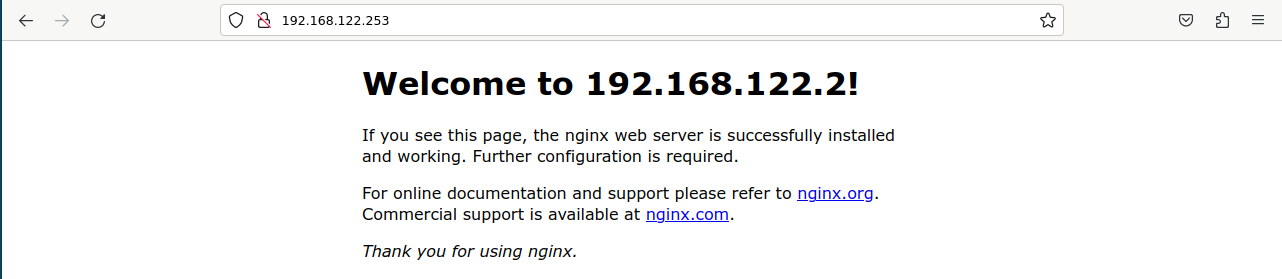 192.168.122.253
Welcome to 192.168.122.2!
If you see this page, the nginx web server is successfully installed
and working. Further configuration is required.
For online documentation and support please refer to nginx.org.
Commercial support is available at nginx.com.
Thank you for using nginx.